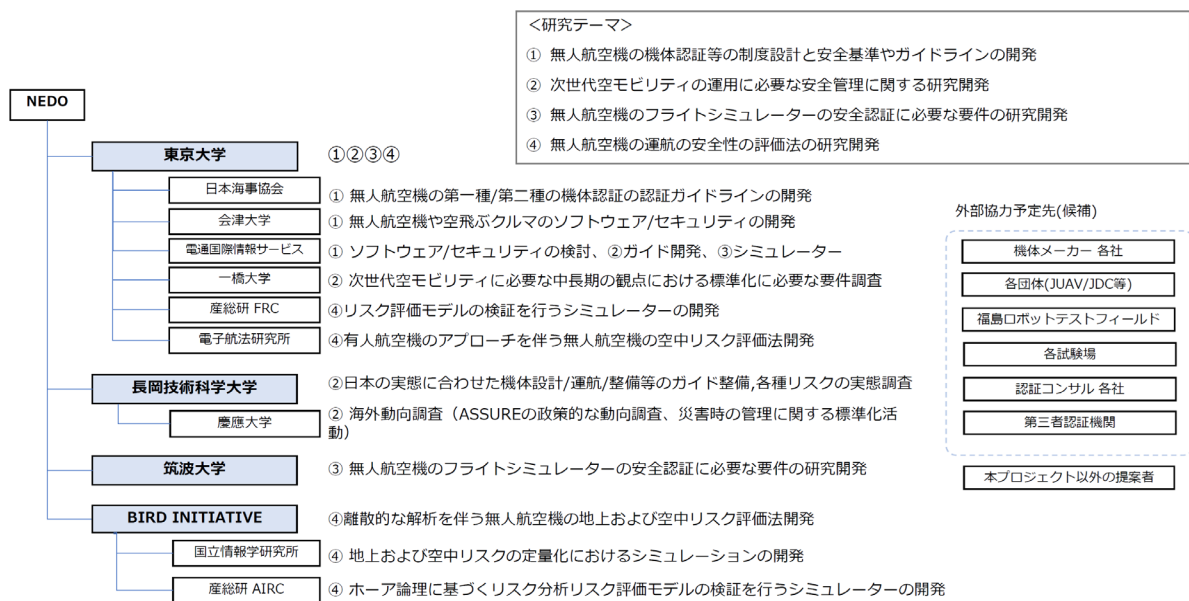 <研究テーマ>
① 無人航空機の機体認証等の制度設計と安全基準やガイドラインの開発
② 次世代空モビリティの運用に必要な安全管理に関する研究開発
③ 無人航空機のフライトシミュレーターの安全認証に必要な要件の研究開発
④ 無人航空機の運航の安全性の評価法の研究開発
NEDO
東京大学
①②③④
日本海事協会
① 無人航空機の第一種/第二種の機体認証の認証ガイドラインの開発
会津大学
① 無人航空機や空飛ぶクルマのソフトウェア/セキュリティの開発
電通国際情報サービス
① ソフトウェア/セキュリティの検討、②ガイド開発、③シミュレーター
一橋大学
② 次世代空モビリティに必要な中長期の観点における標準化に必要な要件調査
産総研 FRC
④リスク評価モデルの検証を行うシミュレーターの開発
電子航法研究所
④有人航空機のアプローチを伴う無人航空機の空中リスク評価法開発
長岡技術科学大学
②日本の実態に合わせた機体設計/運航/整備等のガイド整備,各種リスクの実態調査
慶應大学
② 海外動向調査（ASSUREの政策的な動向調査、災害時の管理に関する標準化活
動）
筑波大学
③ 無人航空機のフライトシミュレーターの安全認証に必要な要件の研究開発
BIRD INITIATIVE
④離散的な解析を伴う無人航空機の地上および空中リスク評価法開発
国立情報学研究所
④ 地上および空中リスクの定量化におけるシミュレーションの開発
産総研 AIRC
④ ホーア論理に基づくリスク分析リスク評価モデルの検証を行うシミュレーターの開発
外部協力予定先(候補)
機体メーカー 各社
各団体(JUAV/JDC等)
福島ロボットテストフィールド
各試験場
認証コンサル 各社
第三者認証機関
本プロジェクト以外の提案者